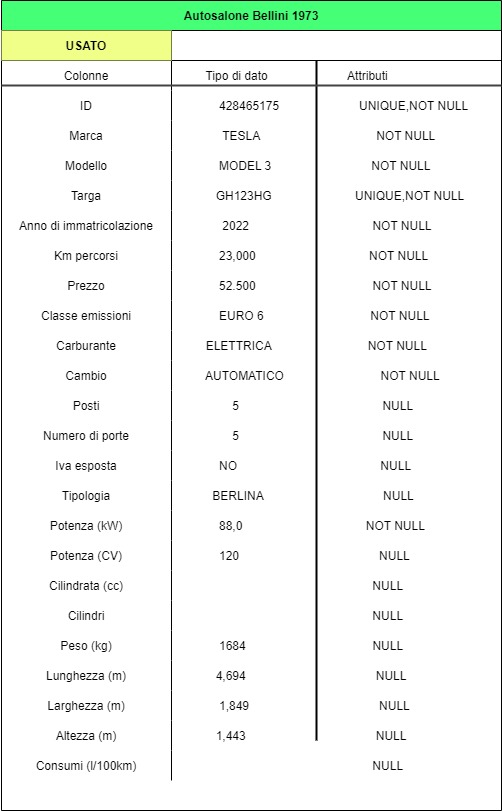 Autosalone Bellini 1973
USATO
Colonne Tipo di dato Attributi
ID 428465175 UNIQUE,NOT NULL
Marca TESLA NOT NULL
Modello MODEL 3 NOT NULL
Targa GH123HG UNIQUE,NOT NULL
Anno di immatricolazione 2022 NOT NULL
Km percorsi 23,000 NOT NULL
Prezzo 52.500 NOT NULL
Classe emissioni EURO 6 NOT NULL
Carburante ELETTRICA NOT NULL
Cambio AUTOMATICO NOT NULL
Posti 5 NULL
Numero di porte 5 NULL
Iva esposta NO NULL
Tipologia BERLINA NULL
Potenza (kW) 88,0 NOT NULL
Potenza (CV) 120 NULL
Cilindrata (cc) NULL
Cilindri NULL
Peso (kg) 1684 NULL
Lunghezza (m) 4,694 NULL
Larghezza (m) 1,849 NULL
Altezza (m) 1,443 NULL
Consumi (l/100km) NULL